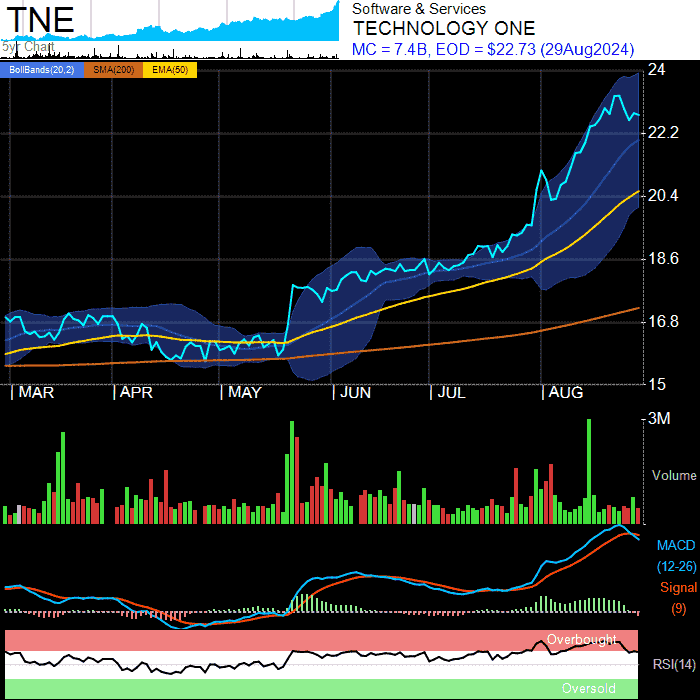 TNE
5yr Chart
Software & Services
TECHNOLOGY ONE
MC = 7.4B, EOD = $22.73 (29Aug2024)
BollBands(20,2) SMA(200) EMA(50)
24
22.2
20.4
18.6
16.8
15
MAR APR MAY JUN JUL AUG
3M
Volume
MACD
(12-26)
Signal
(9)
Overbought
RSI(14)
Oversold